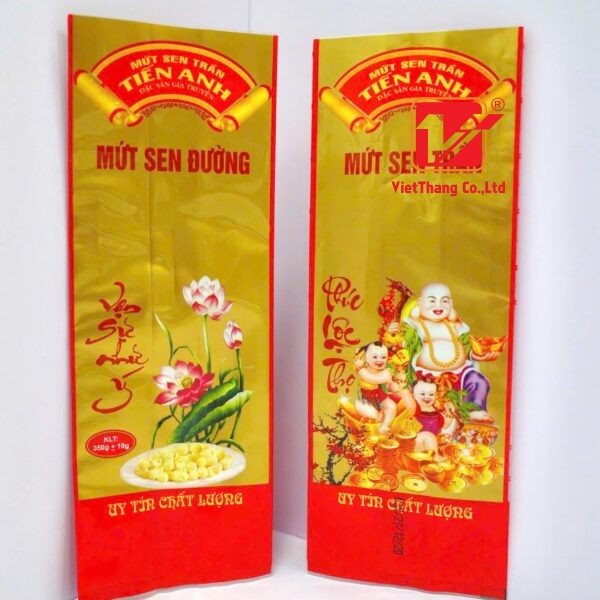 MỨT SEN TRẦN
TIẾN ANH
ĐẶC SẢN GIA TRUYỀN
MỨT SEN ĐƯỜNG
Vạn
Sự
như
ý
KLT:
350g ± 10g
UY TÍN CHẤT LƯỢNG
MỨT SEN TRẦN
TIẾN ANH
ĐẶC SẢN GIA TRUYỀN
MỨT SEN TRẦN
®
VietThang Co.,Ltd
Phúc
Lộc
Thọ
UY TÍN CHẤT LƯỢNG